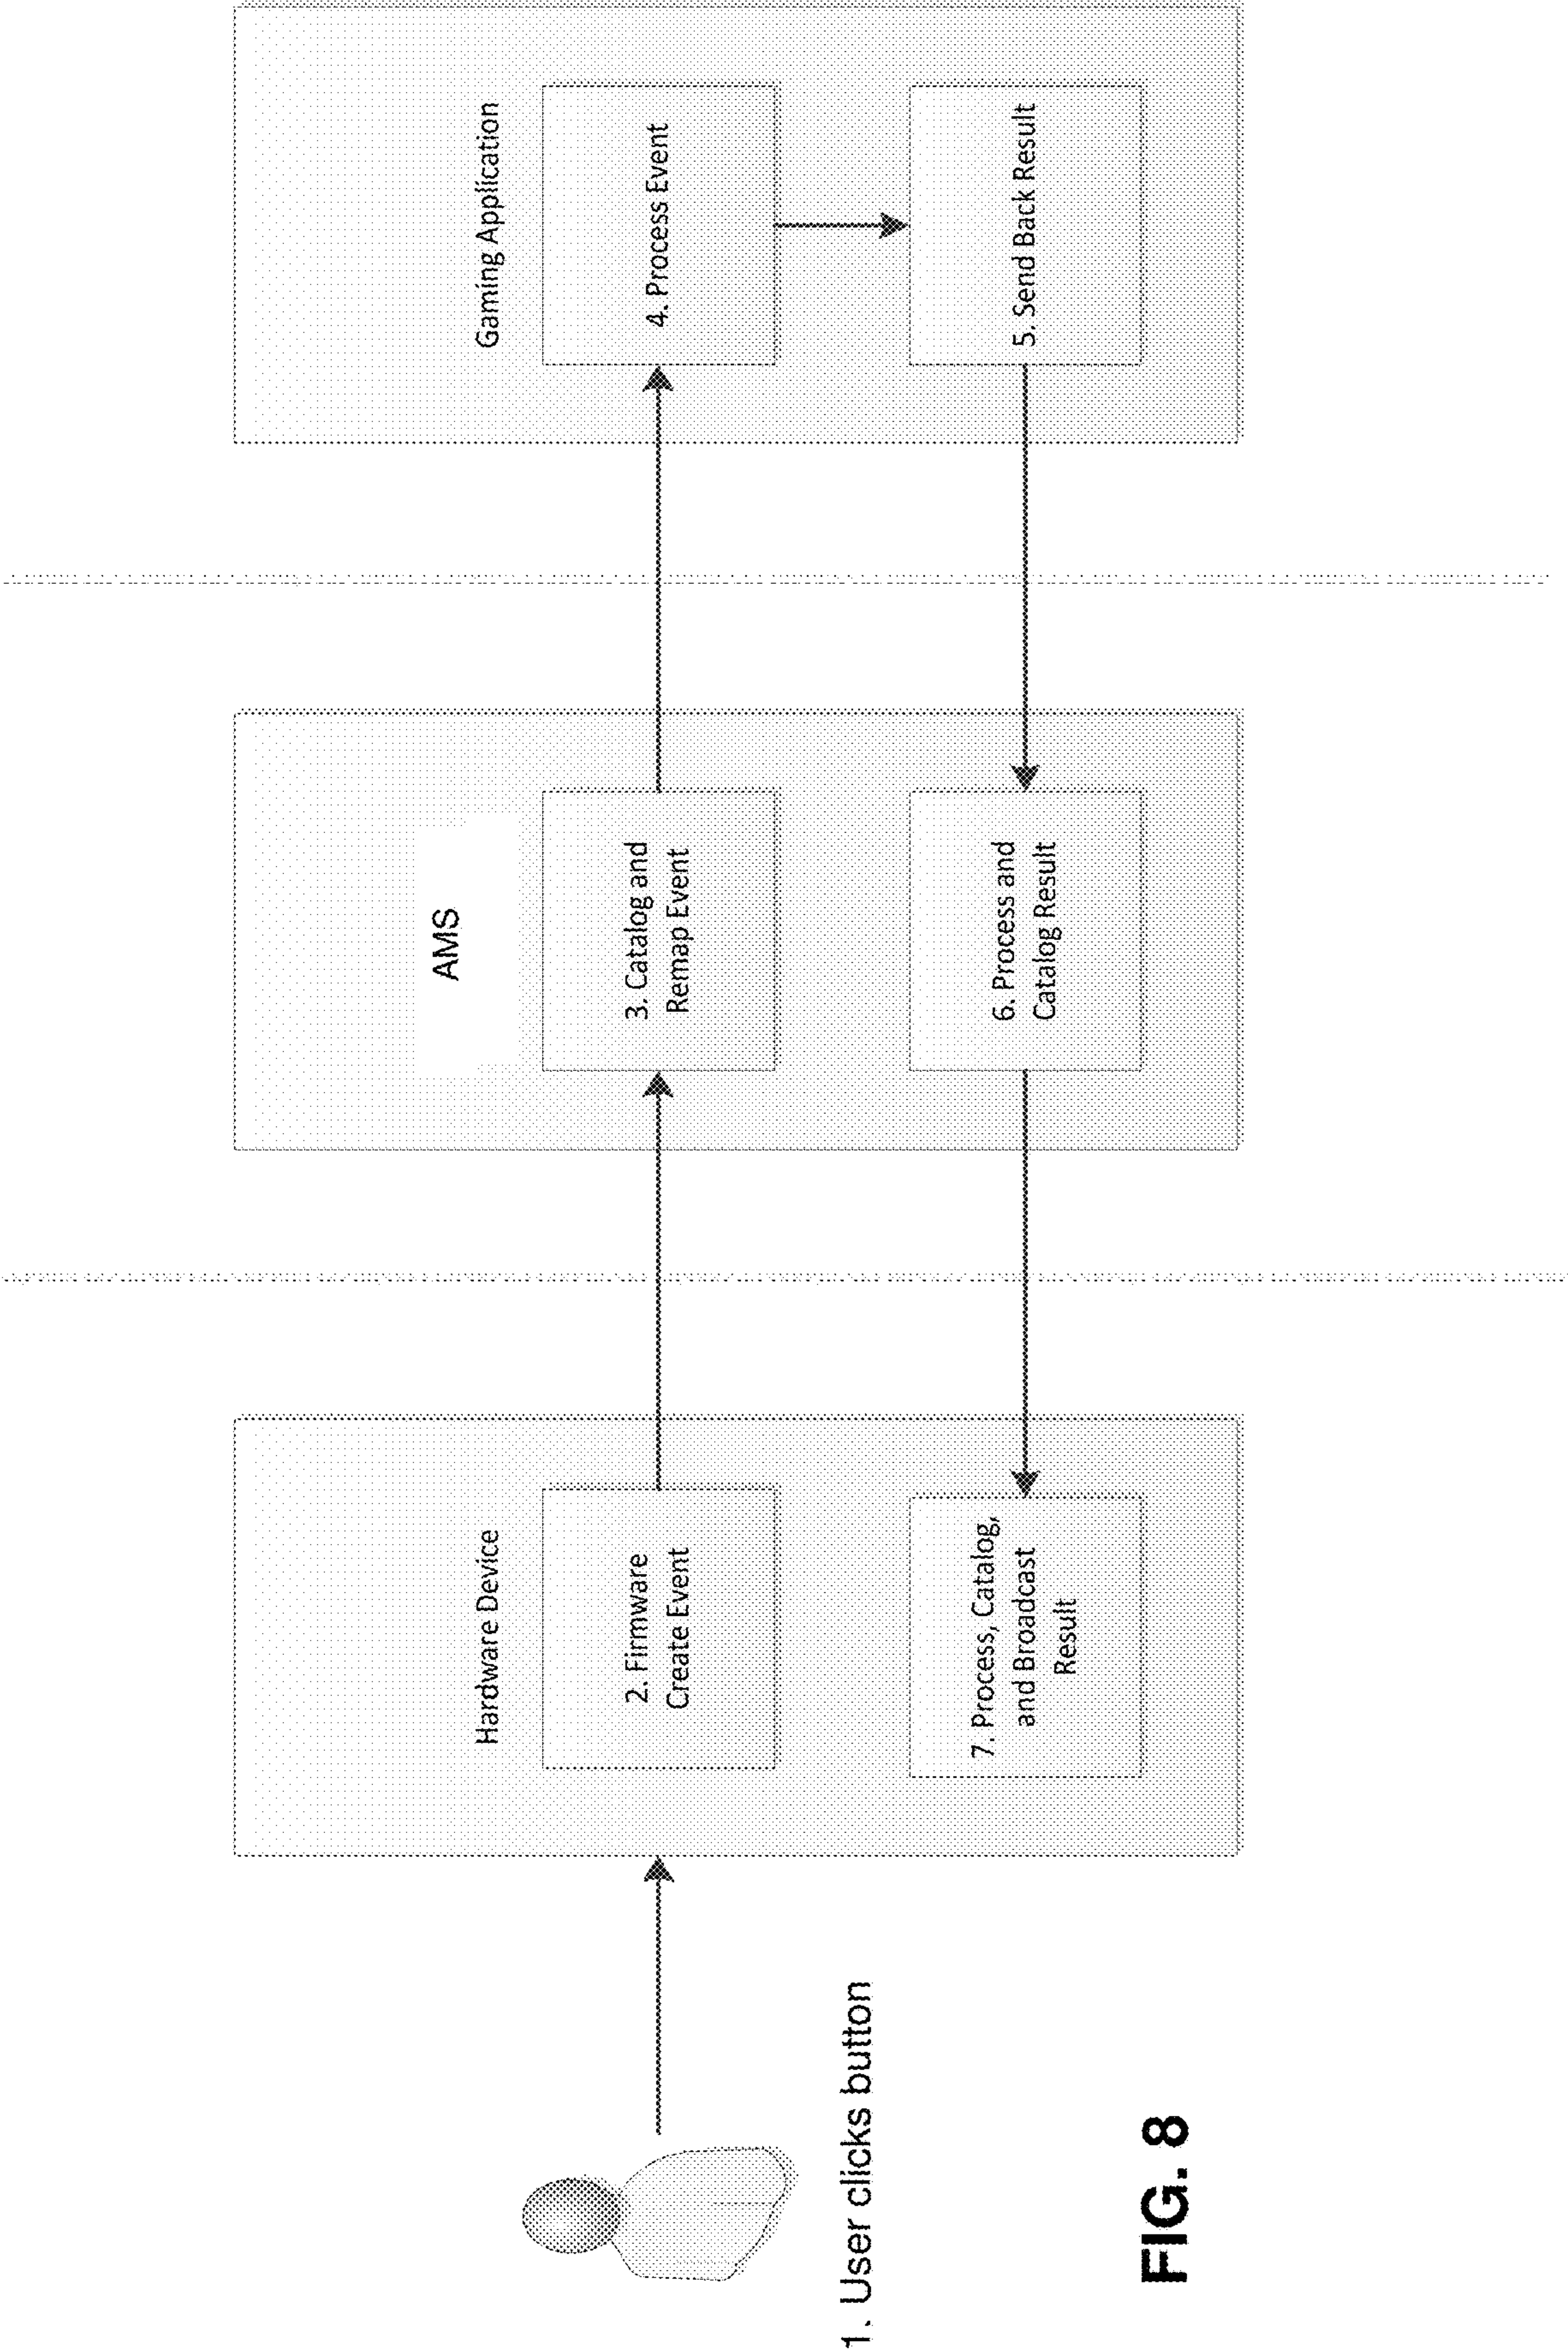 1. User clicks button
Hardware Device
2. Firmware
Create Event
AMS
3. Catalog and
Remap Event
Gaming Application
4. Process Event
5. Send Back Result
6. Process and
Catalog Result
7. Process, Catalog,
and Broadcast
Result
FIG. 8